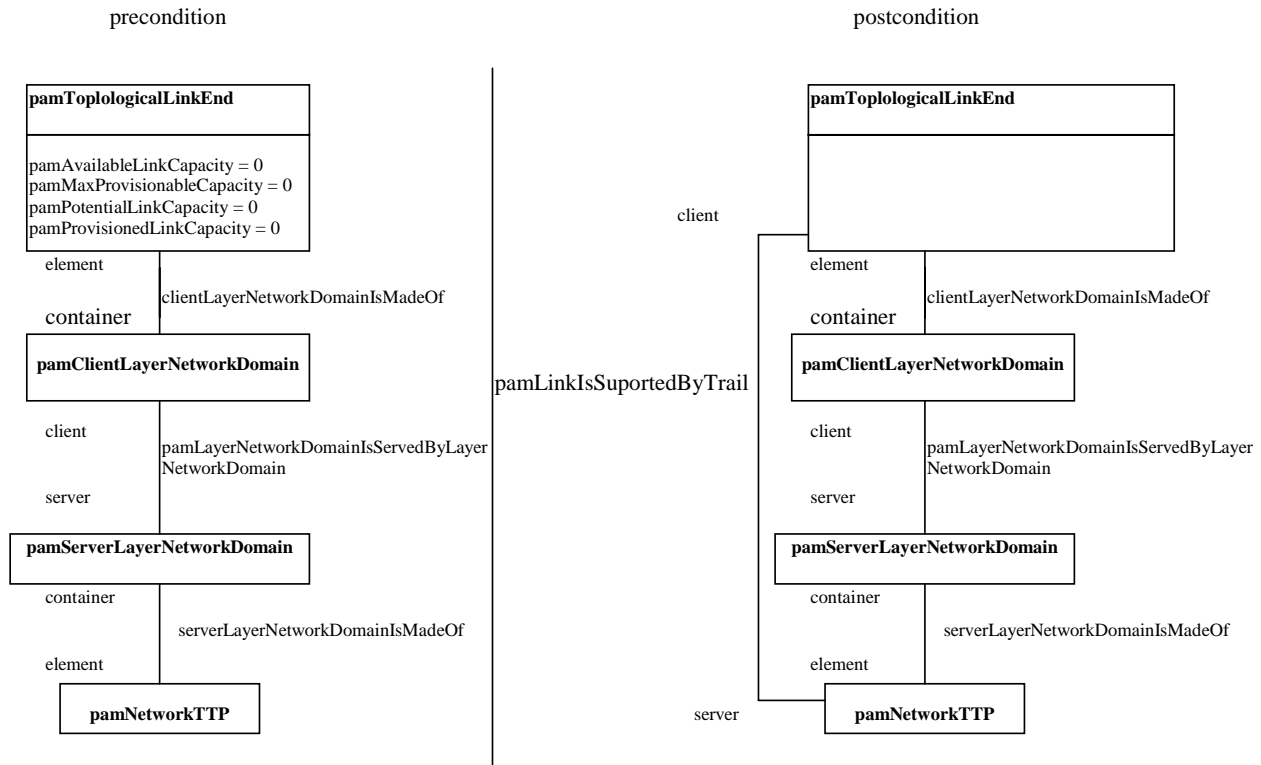 precondition
postcondition
pamToplologicalLinkEnd
pamAvailableLinkCapacity = 0
pamMaxProvisionableCapacity = 0
pamPotentialLinkCapacity = 0
pamProvisionedLinkCapacity = 0
element
clientLayerNetworkDomainIsMadeOf
container
pamClientLayerNetworkDomain
client
pamLayerNetworkDomainIsServedByLayer
NetworkDomain
server
pamServerLayerNetworkDomain
container
serverLayerNetworkDomainIsMadeOf
element
pamNetworkTTP
pamToplologicalLinkEnd
client
element
clientLayerNetworkDomainIsMadeOf
container
pamClientLayerNetworkDomain
pamLinkIsSuportedByTrail
client
pamLayerNetworkDomainIsServedByLayer
NetworkDomain
server
pamServerLayerNetworkDomain
container
serverLayerNetworkDomainIsMadeOf
element
server
pamNetworkTTP